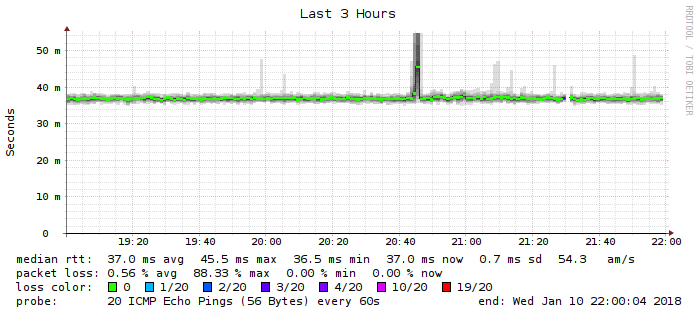 Last 3 Hours
RRDTOOL / TOBI OETIKER
Seconds
50 m
40 m
30 m
20 m
10 m
0
19:20 19:40 20:00 20:20 20:40 21:00 21:20 21:40 22:00
median rtt: 37.0 ms avg 45.5 ms max 36.5 ms min 37.0 ms now 0.7 ms sd 54.3 am/s
packet loss: 0.56 % avg 88.33 % max 0.00 % min 0.00 % now
loss color: 0 1/20 2/20 3/20 4/20 10/20 19/20
probe: 20 ICMP Echo Pings (56 Bytes) every 60s end: Wed Jan 10 22:00:04 2018